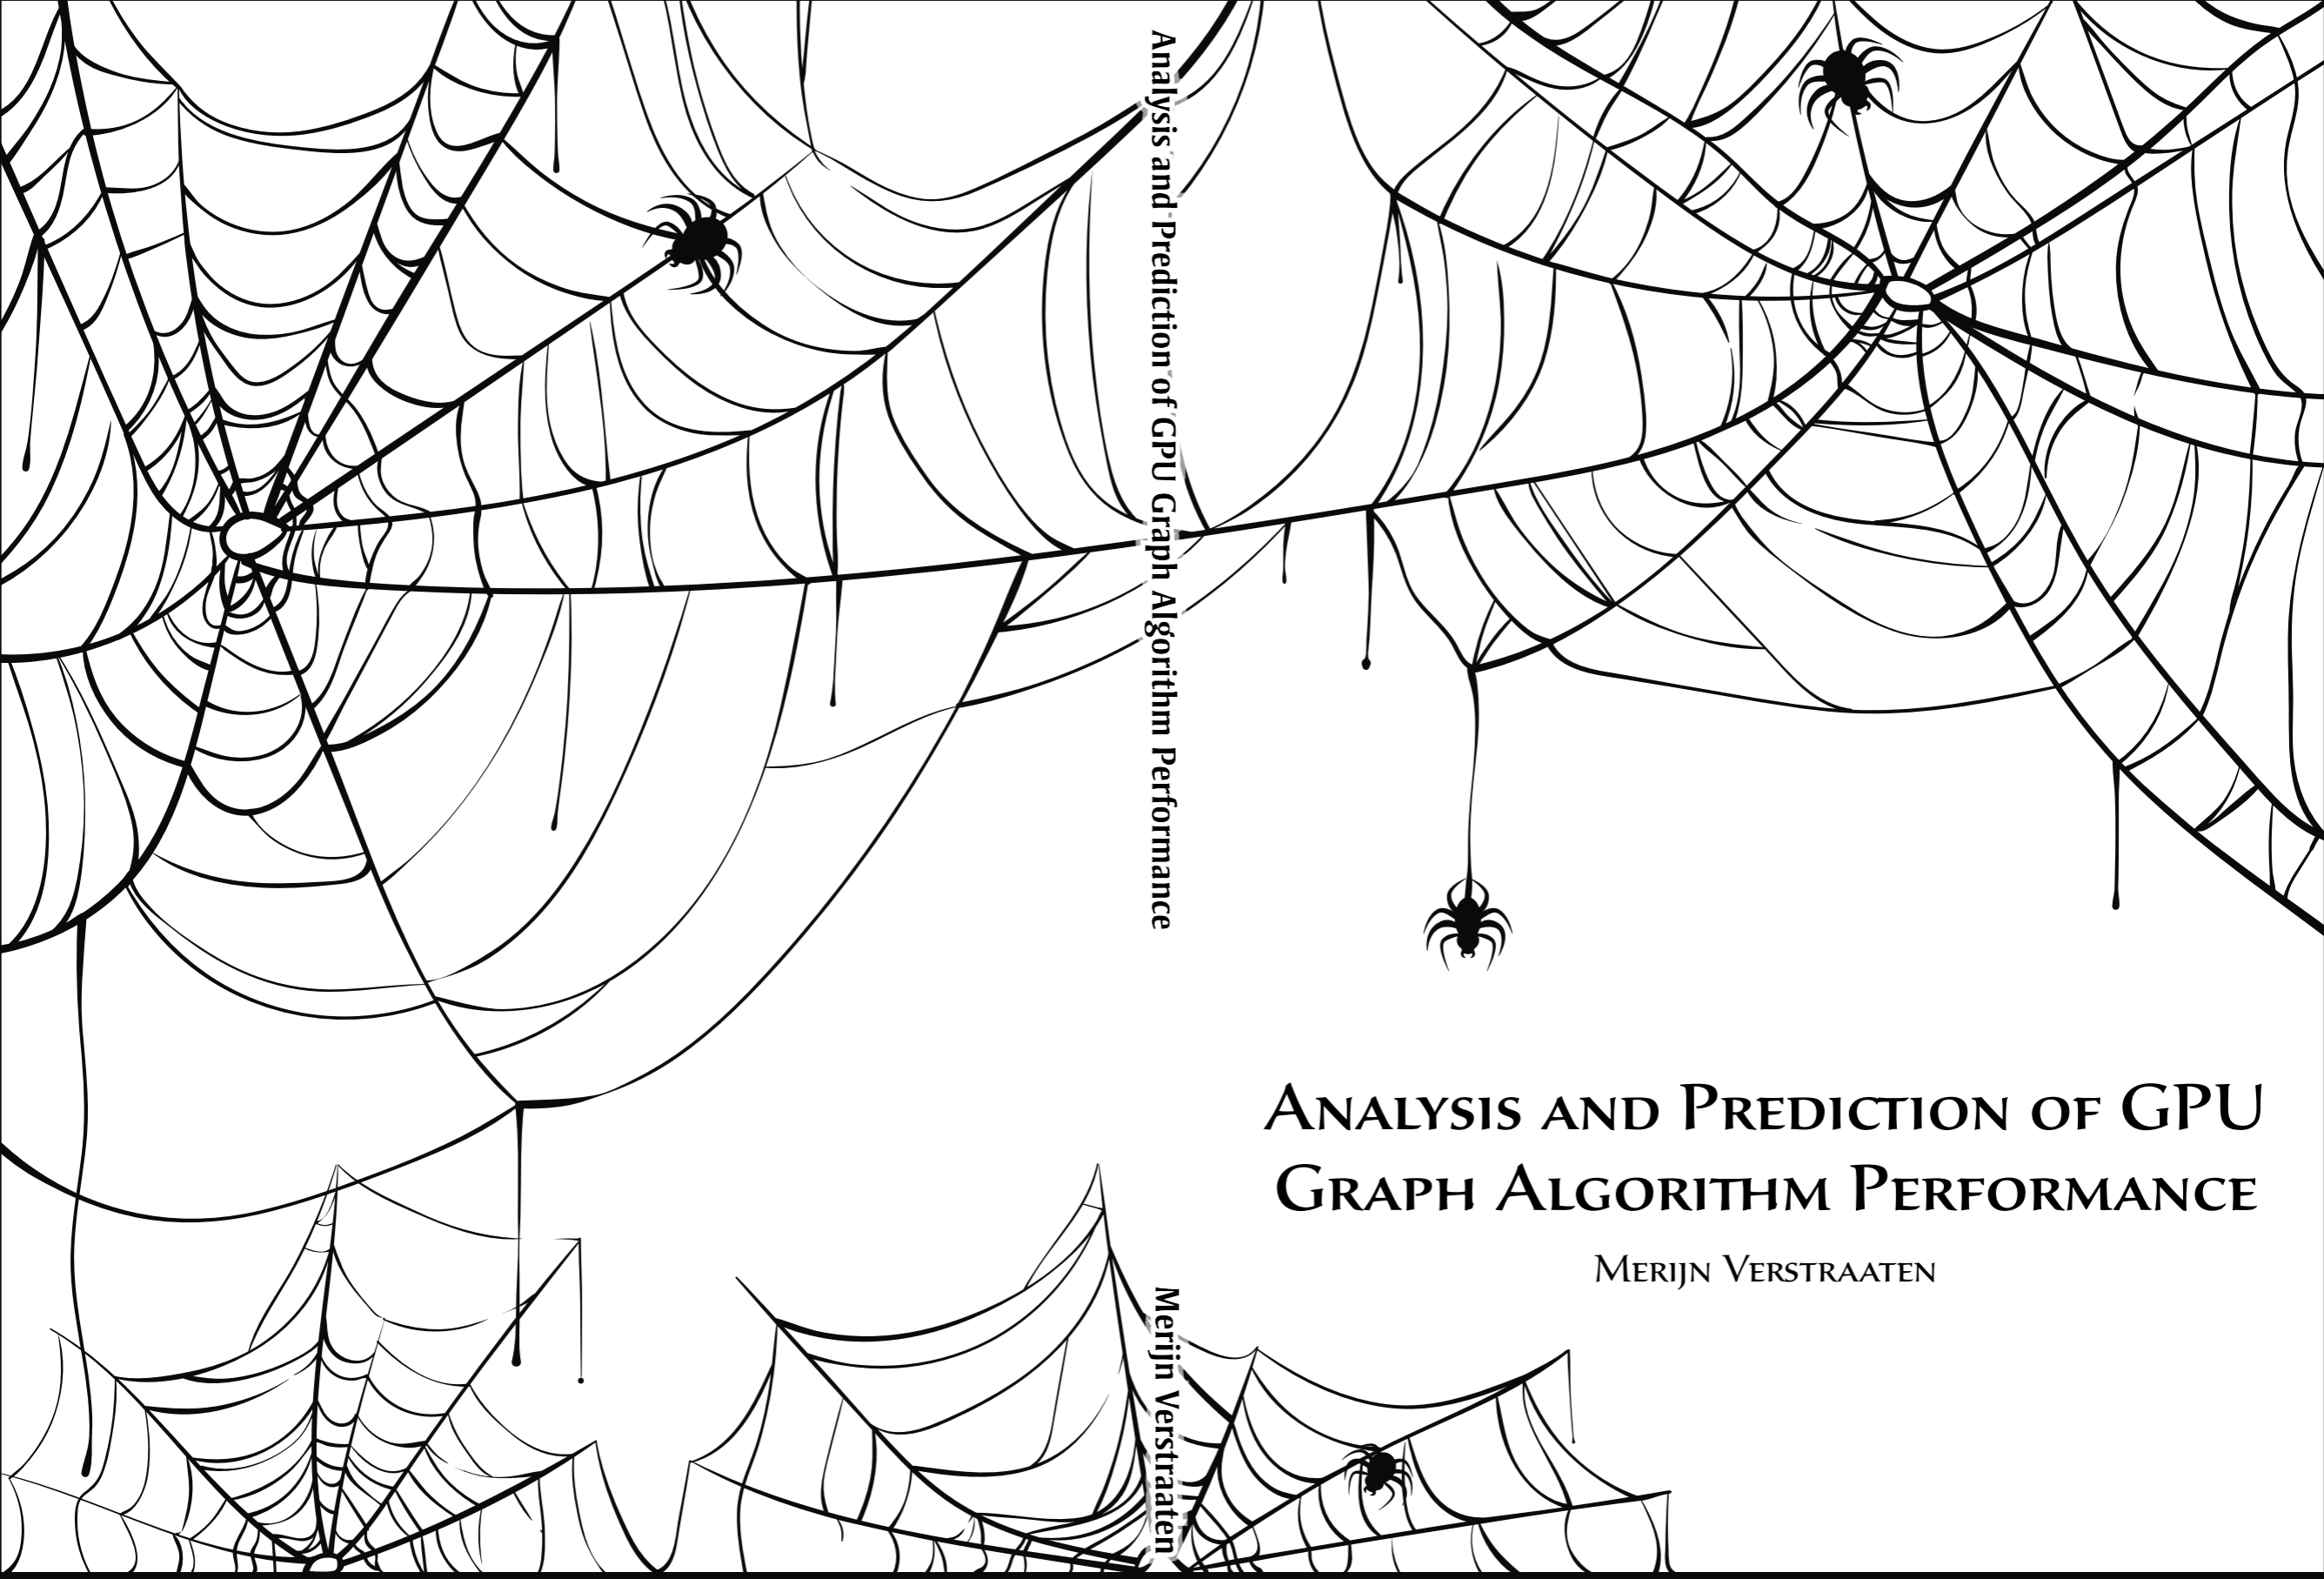 Analysis and Prediction of GPU Graph Algorithm Performance
Merijn Verstraaten
Analysis and Prediction of GPU
Graph Algorithm Performance
Merijn Verstraaten